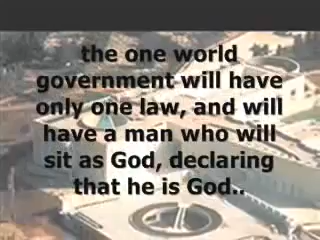 the one world
government will have
only one law, and will
have a man who will
sit as God, declaring
that he is God..